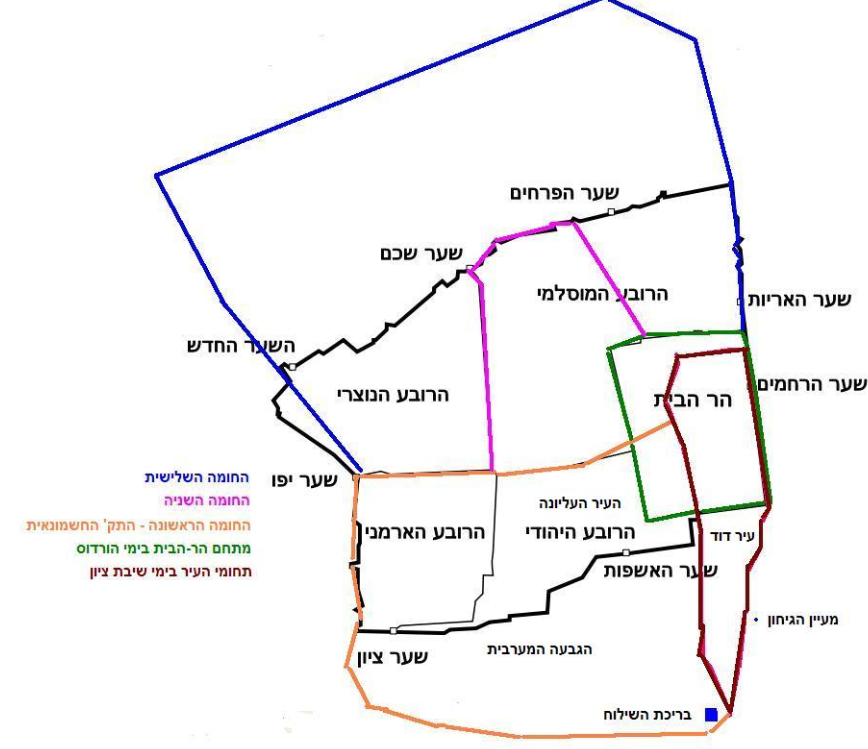 שער הפרחים
שער שכם
הרובע המוסלמי
שער האריות
השער החדש
שער הרחמים
הרובע הנוצרי
הר הבית
שער יפו
החומה השלישית
החומה השניה
החומה הראשונה - התק' החשמונאית
מתחם הר-הבית בימי הורדוס
תחומי העיר בימי שיבת ציון
העיר העליונה
הרובע הארמני
הרובע היהודי
עיר דוד
שער האשפות
מעיין הגיחון
שער ציון
הגבעה המערבית
בריכת השילוח